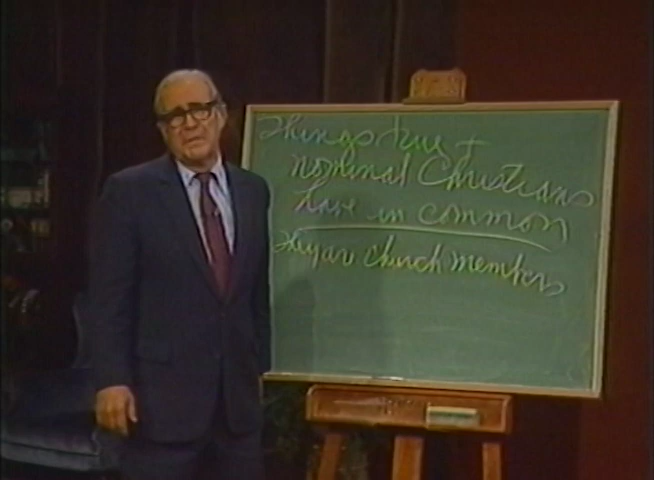 Things true +
nominal Christians
have in common
They are church members